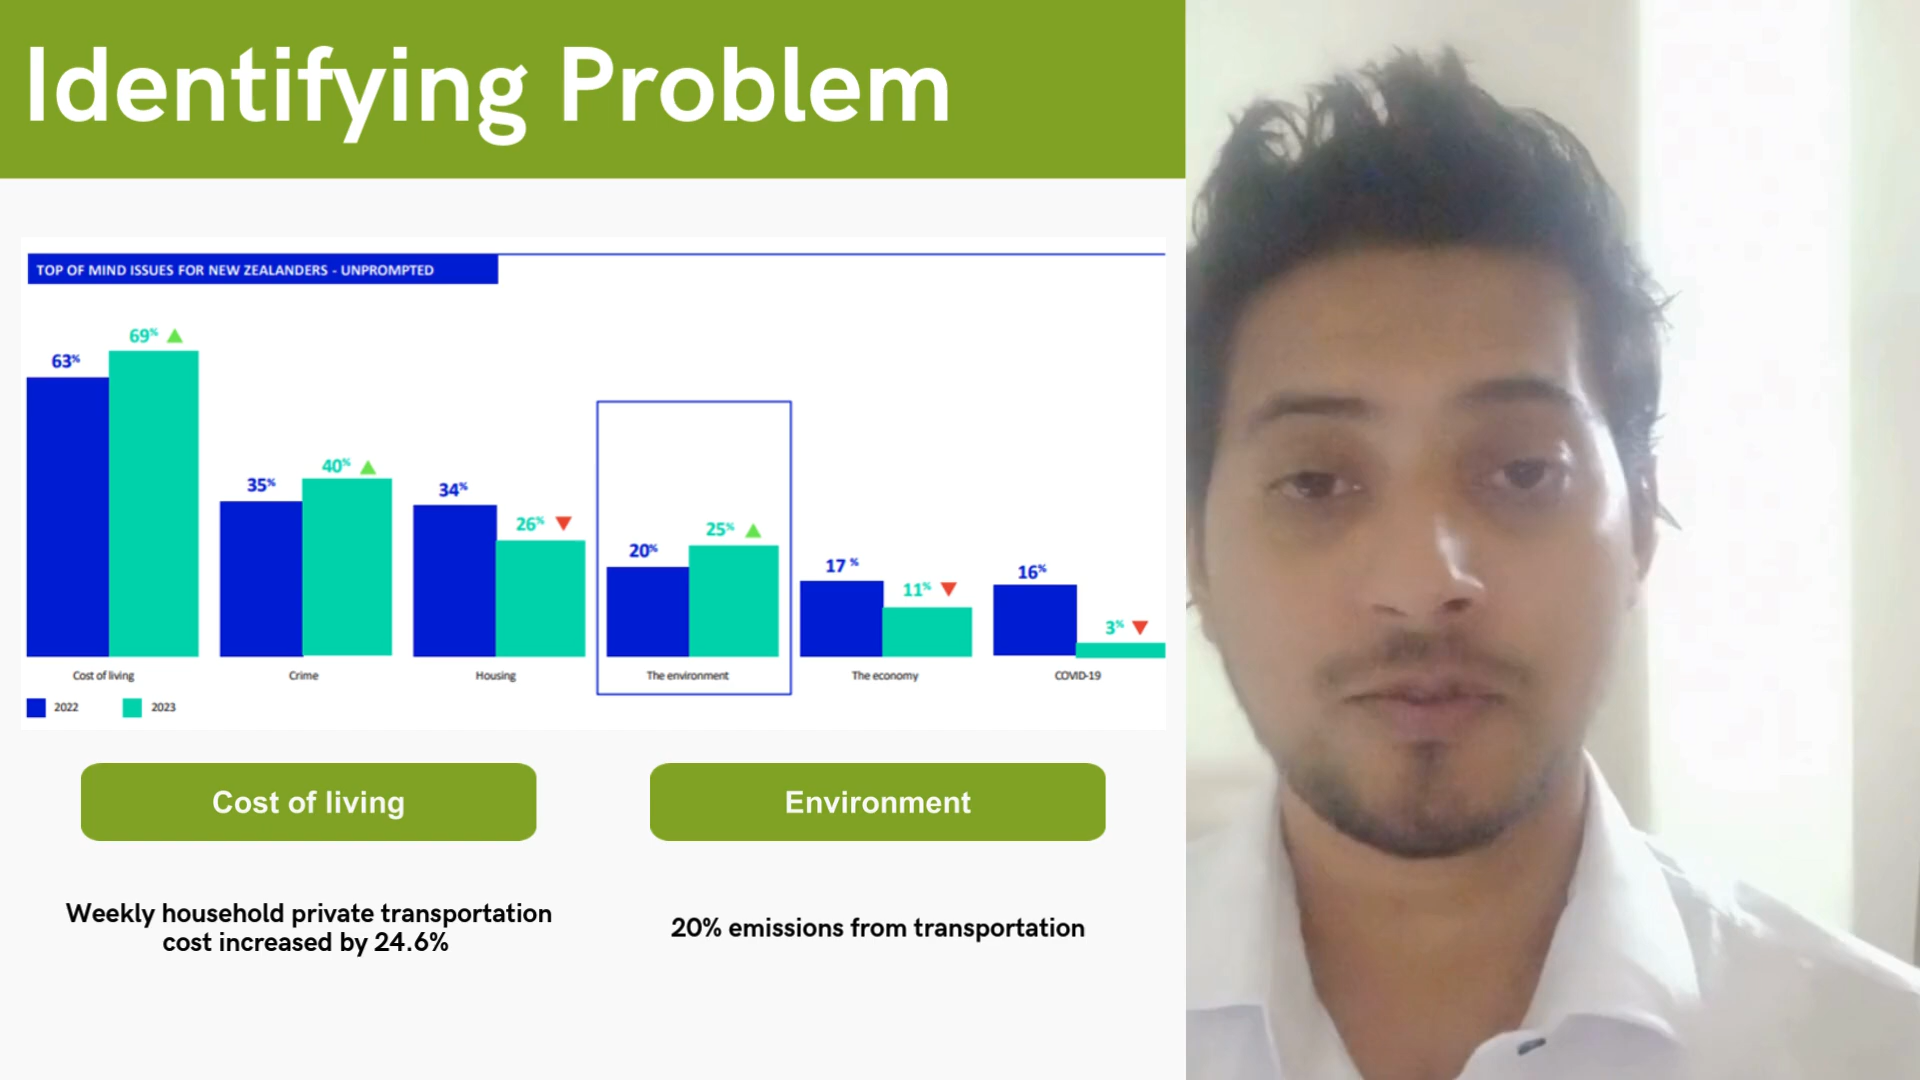 Identifying Problem
TOP OF MIND ISSUES FOR NEW ZEALANDERS - UNPROMPTED
63%
69%
35%
40%
34%
26%
20%
25%
17 %
11%
16%
3%
Cost of living
Crime
Housing
The environment
The economy
COVID-19
2022
2023
Cost of living
Environment
Weekly household private transportation
cost increased by 24.6%
20% emissions from transportation